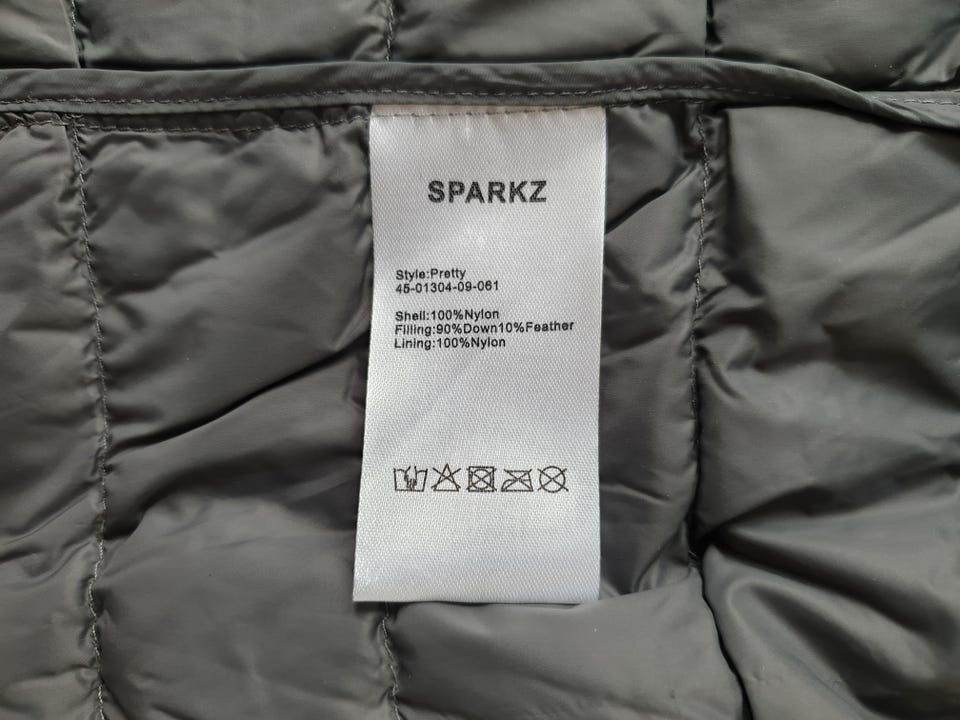 SPARKZ
Style:Pretty
45-01304-09-061
Shell:100%Nylon
Filling:90%Down10%Feather
Lining:100%Nylon